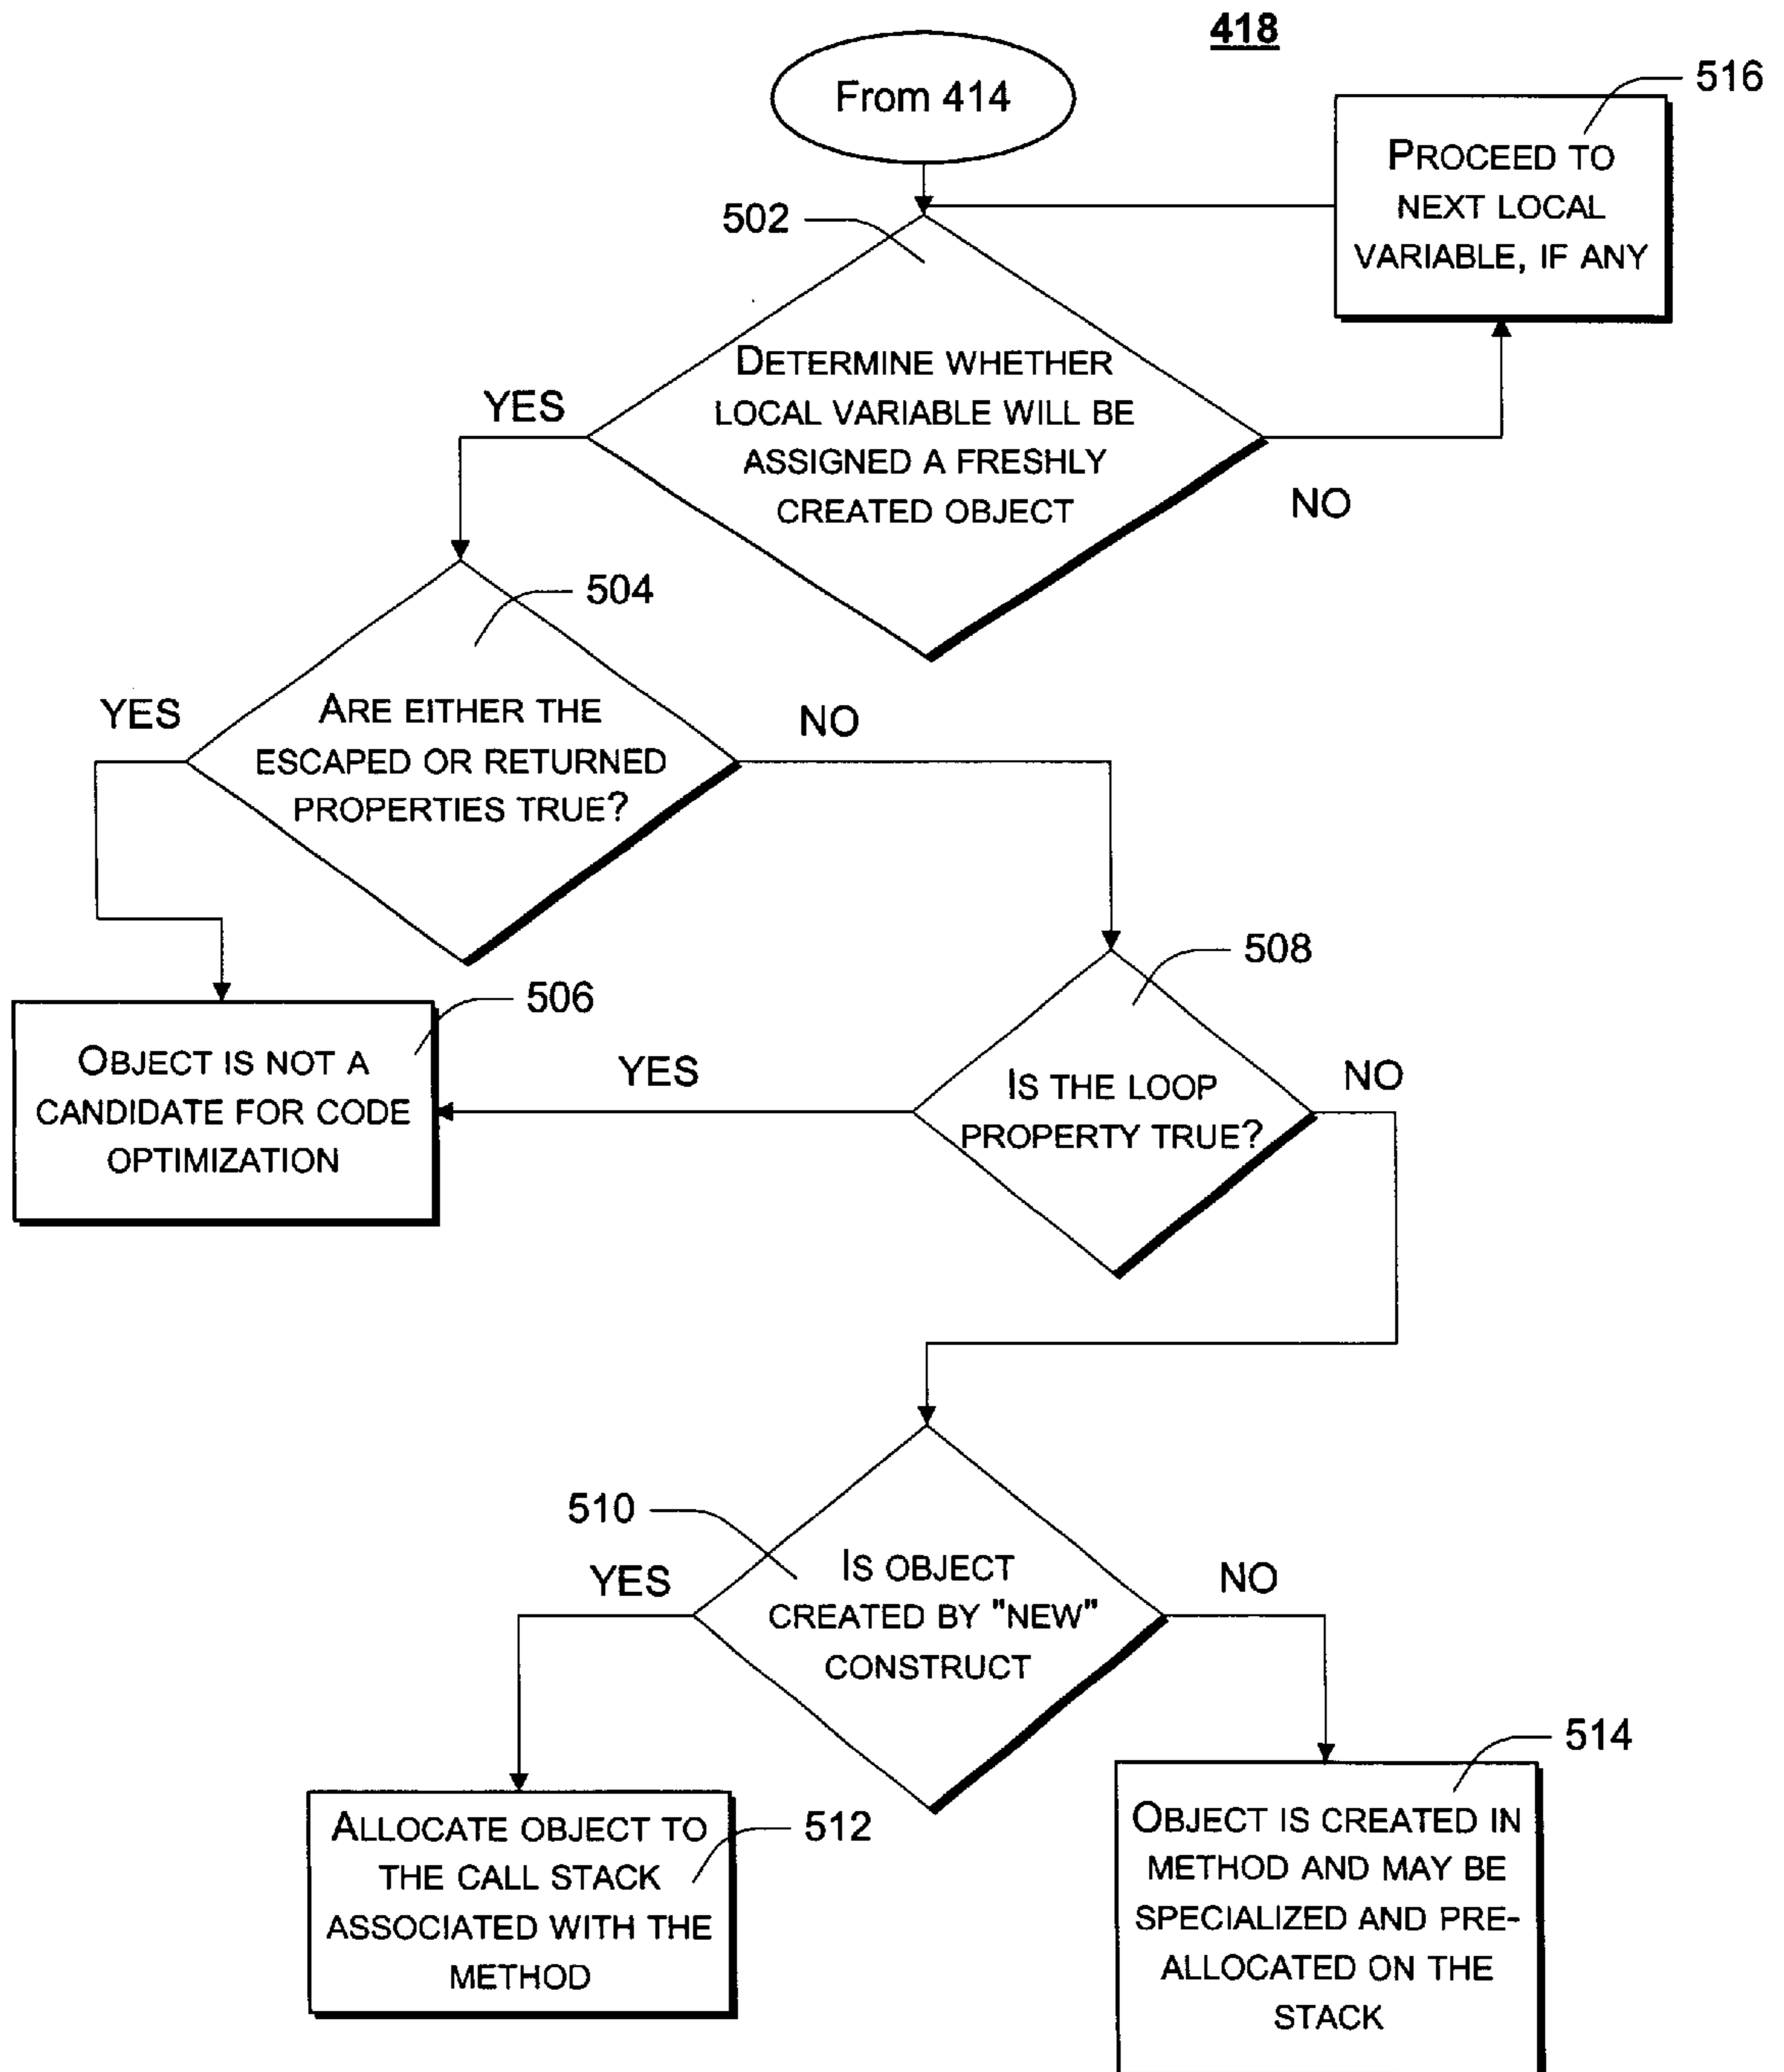 418
From 414
516
PROCEED TO
NEXT LOCAL
VARIABLE, IF ANY
502
DETERMINE WHETHER
LOCAL VARIABLE WILL BE
ASSIGNED A FRESHLY
CREATED OBJECT
YES
NO
504
ARE EITHER THE
ESCAPED OR RETURNED
PROPERTIES TRUE?
YES
NO
506
OBJECT IS NOT A
CANDIDATE FOR CODE
OPTIMIZATION
508
IS THE LOOP
PROPERTY TRUE?
YES
NO
510
IS OBJECT
CREATED BY "NEW"
CONSTRUCT
YES
NO
512
ALLOCATE OBJECT TO
THE CALL STACK
ASSOCIATED WITH THE
METHOD
514
OBJECT IS CREATED IN
METHOD AND MAY BE
SPECIALIZED AND PRE-
ALLOCATED ON THE
STACK